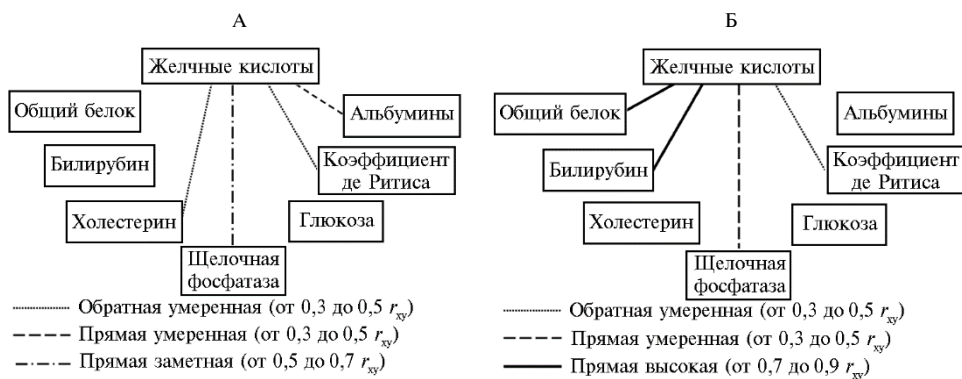 А
Желчные кислоты
Общий белок
Альбумины
Билирубин
Коэффициент
де Ритиса
Холестерин
Глюкоза
Щелочная
фосфатаза
Обратная умеренная (от 0,3 до 0,5 rxy)
Прямая умеренная (от 0,3 до 0,5 rxy)
Прямая заметная (от 0,5 до 0,7 rxy)
Б
Желчные кислоты
Общий белок
Альбумины
Билирубин
Коэффициент
де Ритиса
Холестерин
Глюкоза
Щелочная
фосфатаза
Обратная умеренная (от 0,3 до 0,5 rxy)
Прямая умеренная (от 0,3 до 0,5 rxy)
Прямая высокая (от 0,7 до 0,9 rxy)